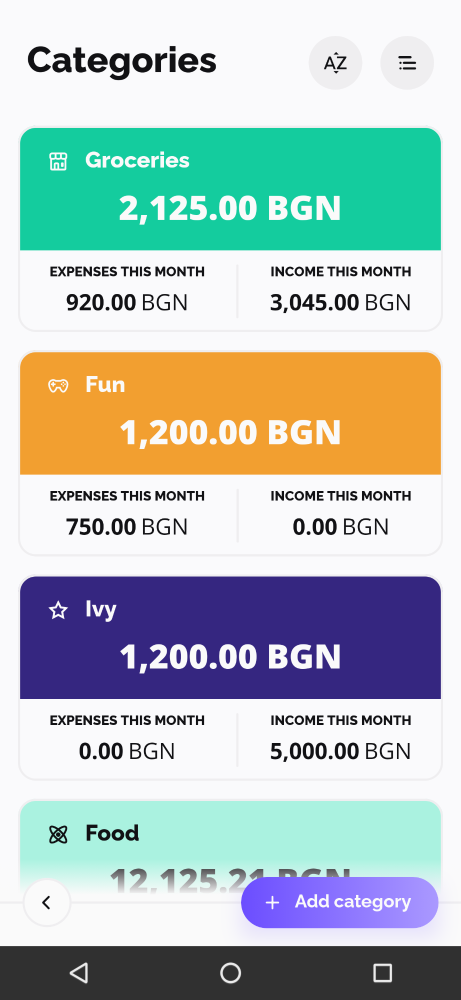 Categories
AZ
Groceries
2,125.00 BGN
EXPENSES THIS MONTH INCOME THIS MONTH
920.00 BGN 3,045.00 BGN
Fun
1,200.00 BGN
EXPENSES THIS MONTH INCOME THIS MONTH
750.00 BGN 0.00 BGN
Ivy
1,200.00 BGN
EXPENSES THIS MONTH INCOME THIS MONTH
0.00 BGN 5,000.00 BGN
Food
12,125.21 BGN
+ Add category